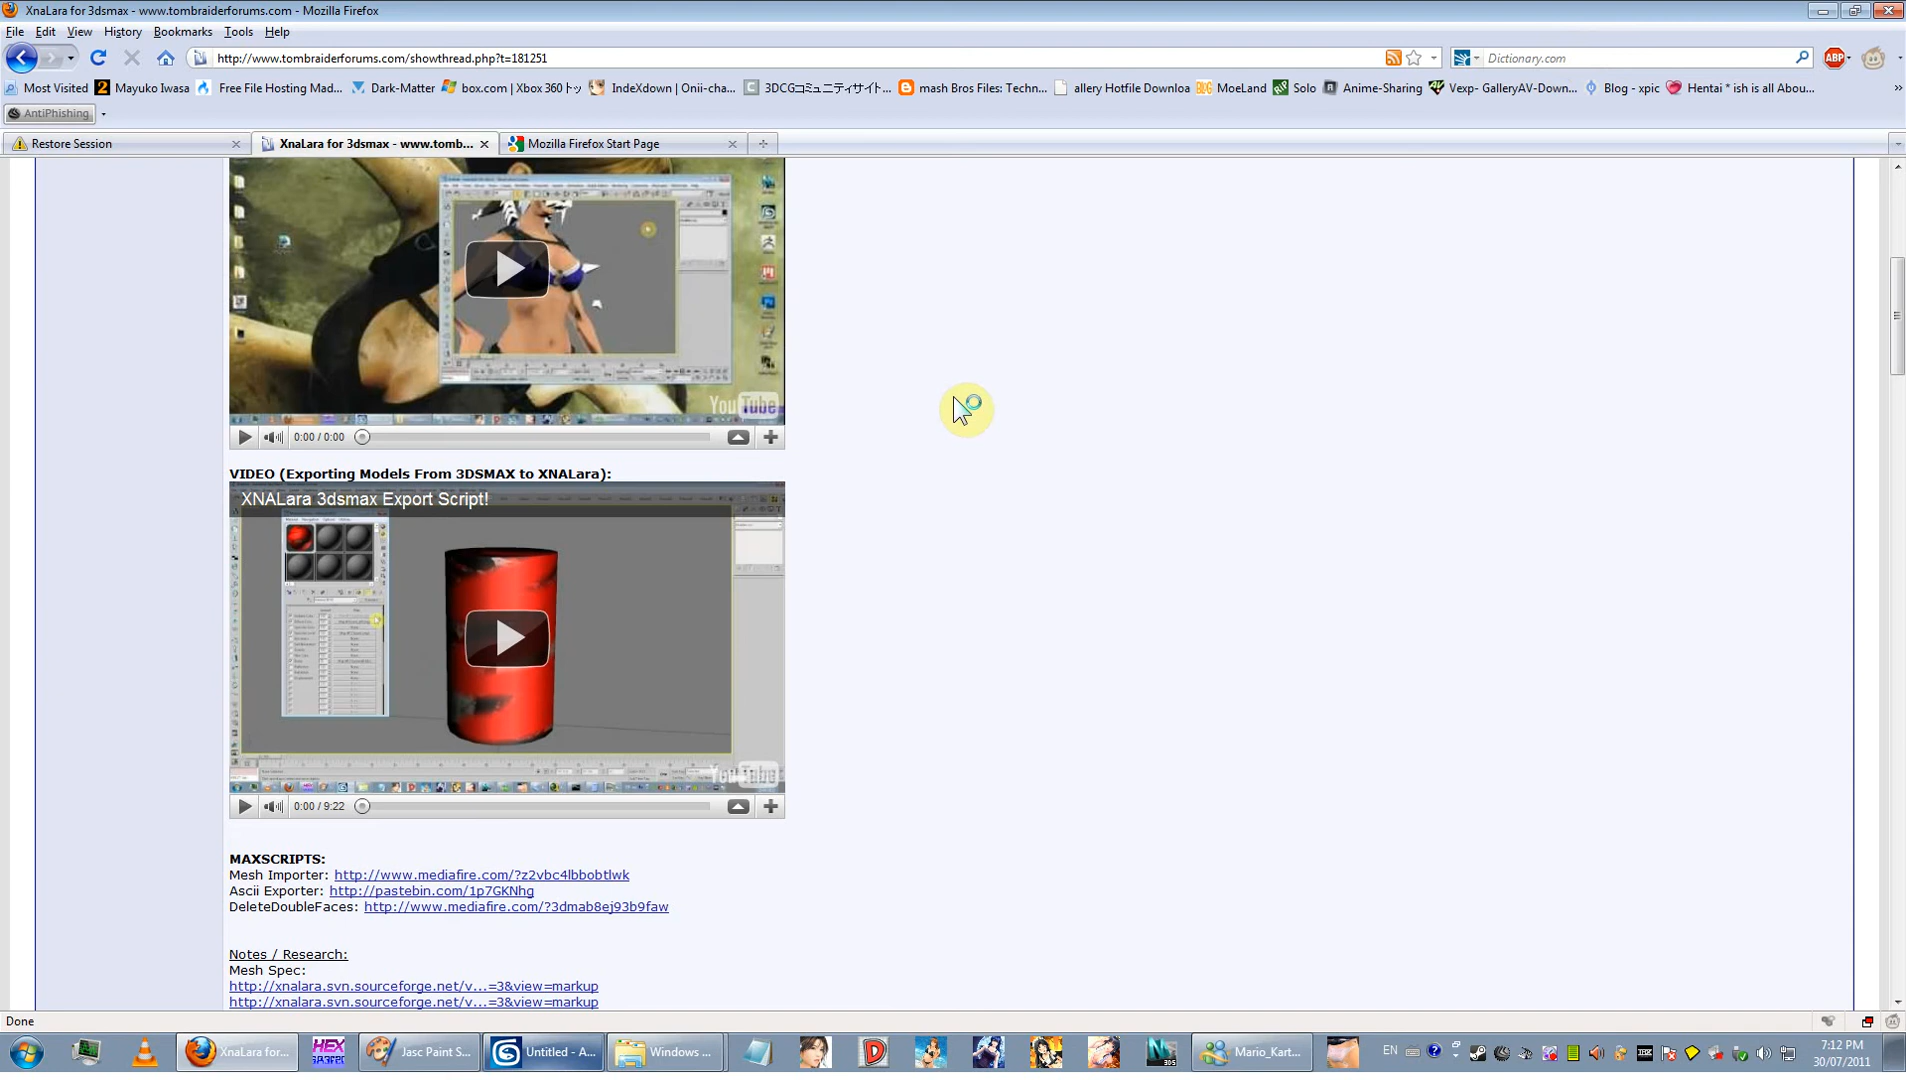 XnaLara for 3dsmax - www.tombraiderforums.com - Mozilla Firefox
File Edit View History Bookmarks Tools Help
http://www.tombraiderforums.com/showthread.php?t=181251
Dictionary.com
ABP
Most Visited
Mayuko Iwasa
Free File Hosting Mad...
Dark-Matter
box.com | Xbox 360トッ
IndeXdown | Onii-cha...
3DCGコミュニティサイト...
mash Bros Files: Techn...
allery Hotfile Downloa
MoeLand
Solo
Anime-Sharing
Vexp- GalleryAV-Down...
Blog - xpic
Hentai * ish is all Abou...
AntiPhishing
Restore Session
XnaLara for 3dsmax - www.tomb...
Mozilla Firefox Start Page
YouTube
0:00 / 0:00
VIDEO (Exporting Models From 3DSMAX to XNALara):
XNALara 3dsmax Export Script!
YouTube
0:00 / 9:22
MAXSCRIPTS:
Mesh Importer: http://www.mediafire.com/?z2vbc4lbbobtlwk
Ascii Exporter: http://pastebin.com/1p7GKNhg
DeleteDoubleFaces: http://www.mediafire.com/?3dmab8ej93b9faw
Notes / Research:
Mesh Spec:
http://xnalara.svn.sourceforge.net/v...=3&view=markup
http://xnalara.svn.sourceforge.net/v...=3&view=markup
Done
XnaLara for...
Jasc Paint S...
Untitled - A...
Windows ...
Mario_Kart...
EN
7:12 PM
30/07/2011